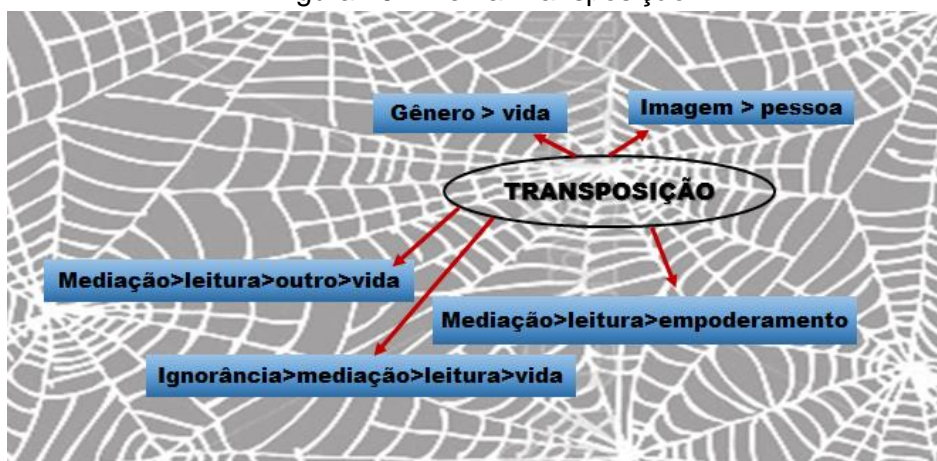 Gênero > vida
Imagem > pessoa
TRANSPOSIÇÃO
Mediação>leitura>outro>vida
Mediação>leitura>empoderamento
Ignorância>mediação>leitura>vida